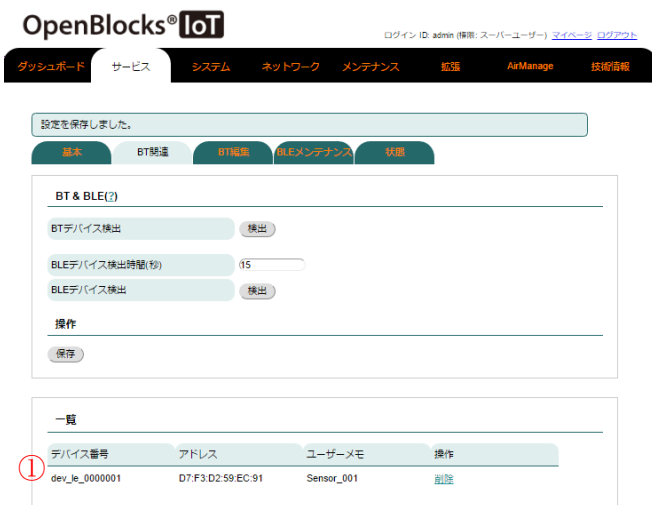 OpenBlocks® IoT
ログイン ID: admin (権限: スーパーユーザー) マイページ ログアウト
ダッシュボード サービス システム ネットワーク メンテナンス 拡張 AirManage 技術情報
設定を保存しました。
基本 BT関連 BT編集 BLEメンテナンス 状態
BT & BLE(?)
BTデバイス検出 検出
BLEデバイス検出時間(秒) 15
BLEデバイス検出 検出
操作
保存
一覧
デバイス番号 アドレス ユーザーメモ 操作
① dev_le_0000001 D7:F3:D2:59:EC:91 Sensor_001 削除